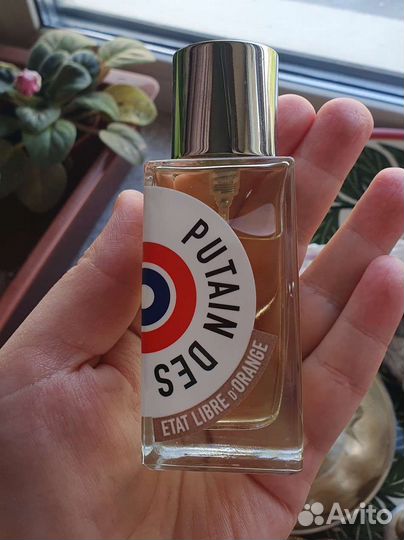 PUTAIN DES
ETAT LIBRE D'ORANGE
Avito